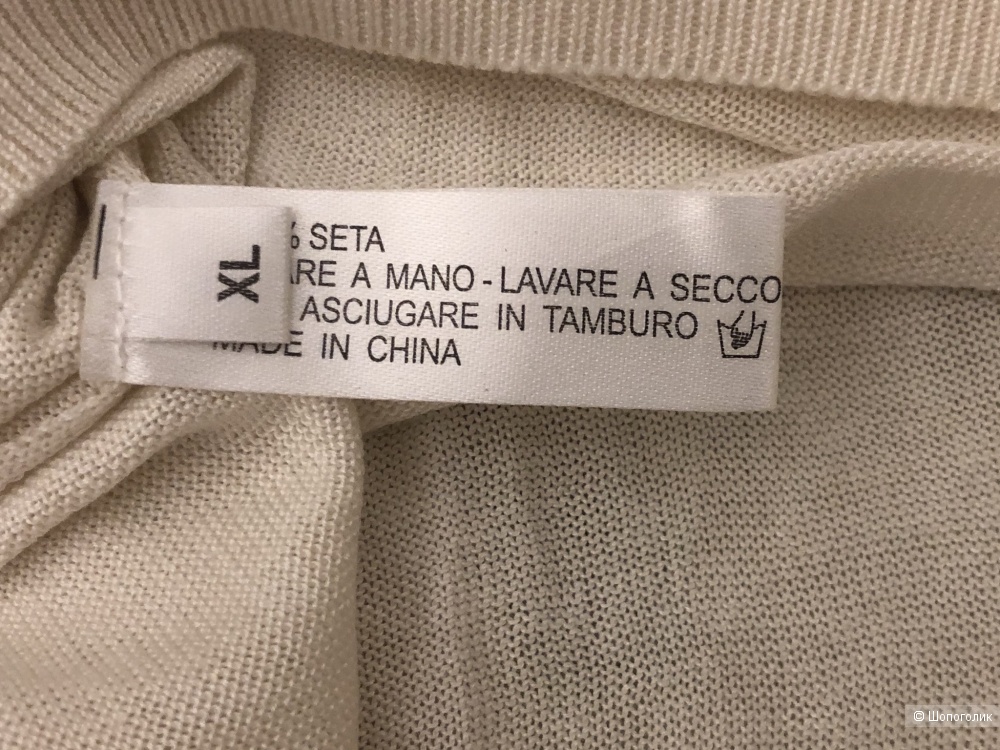 XL
% SETA
ARE A MANO - LAVARE A SECCO
ASCIUGARE IN TAMBURO
MADE IN CHINA
© Шопоголик